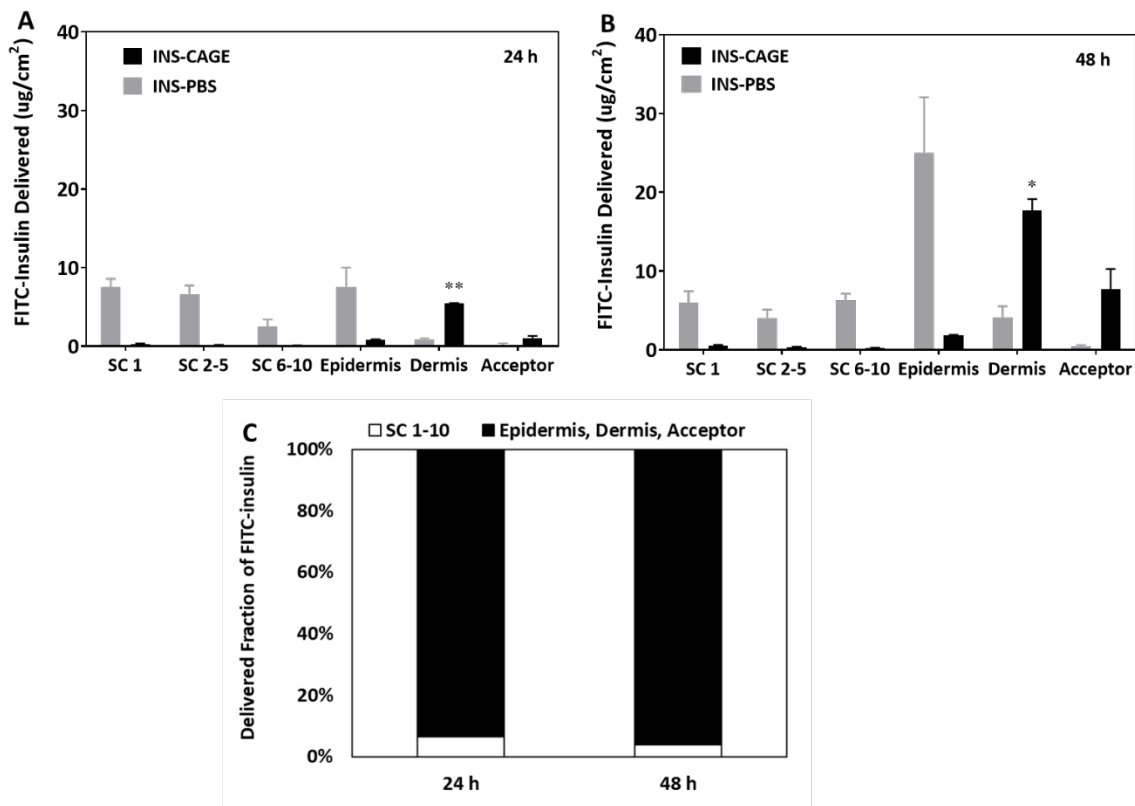 A
FITC-Insulin Delivered (ug/cm²)
40
30
20
10
0
INS-CAGE
INS-PBS
24 h
SC 1 SC 2-5 SC 6-10 Epidermis Dermis Acceptor
**
B
FITC-Insulin Delivered (ug/cm²)
40
30
20
10
0
INS-CAGE
INS-PBS
48 h
SC 1 SC 2-5 SC 6-10 Epidermis Dermis Acceptor
*
C
SC 1-10 Epidermis, Dermis, Acceptor
Delivered Fraction of FITC-insulin
100%
80%
60%
40%
20%
0%
24 h 48 h